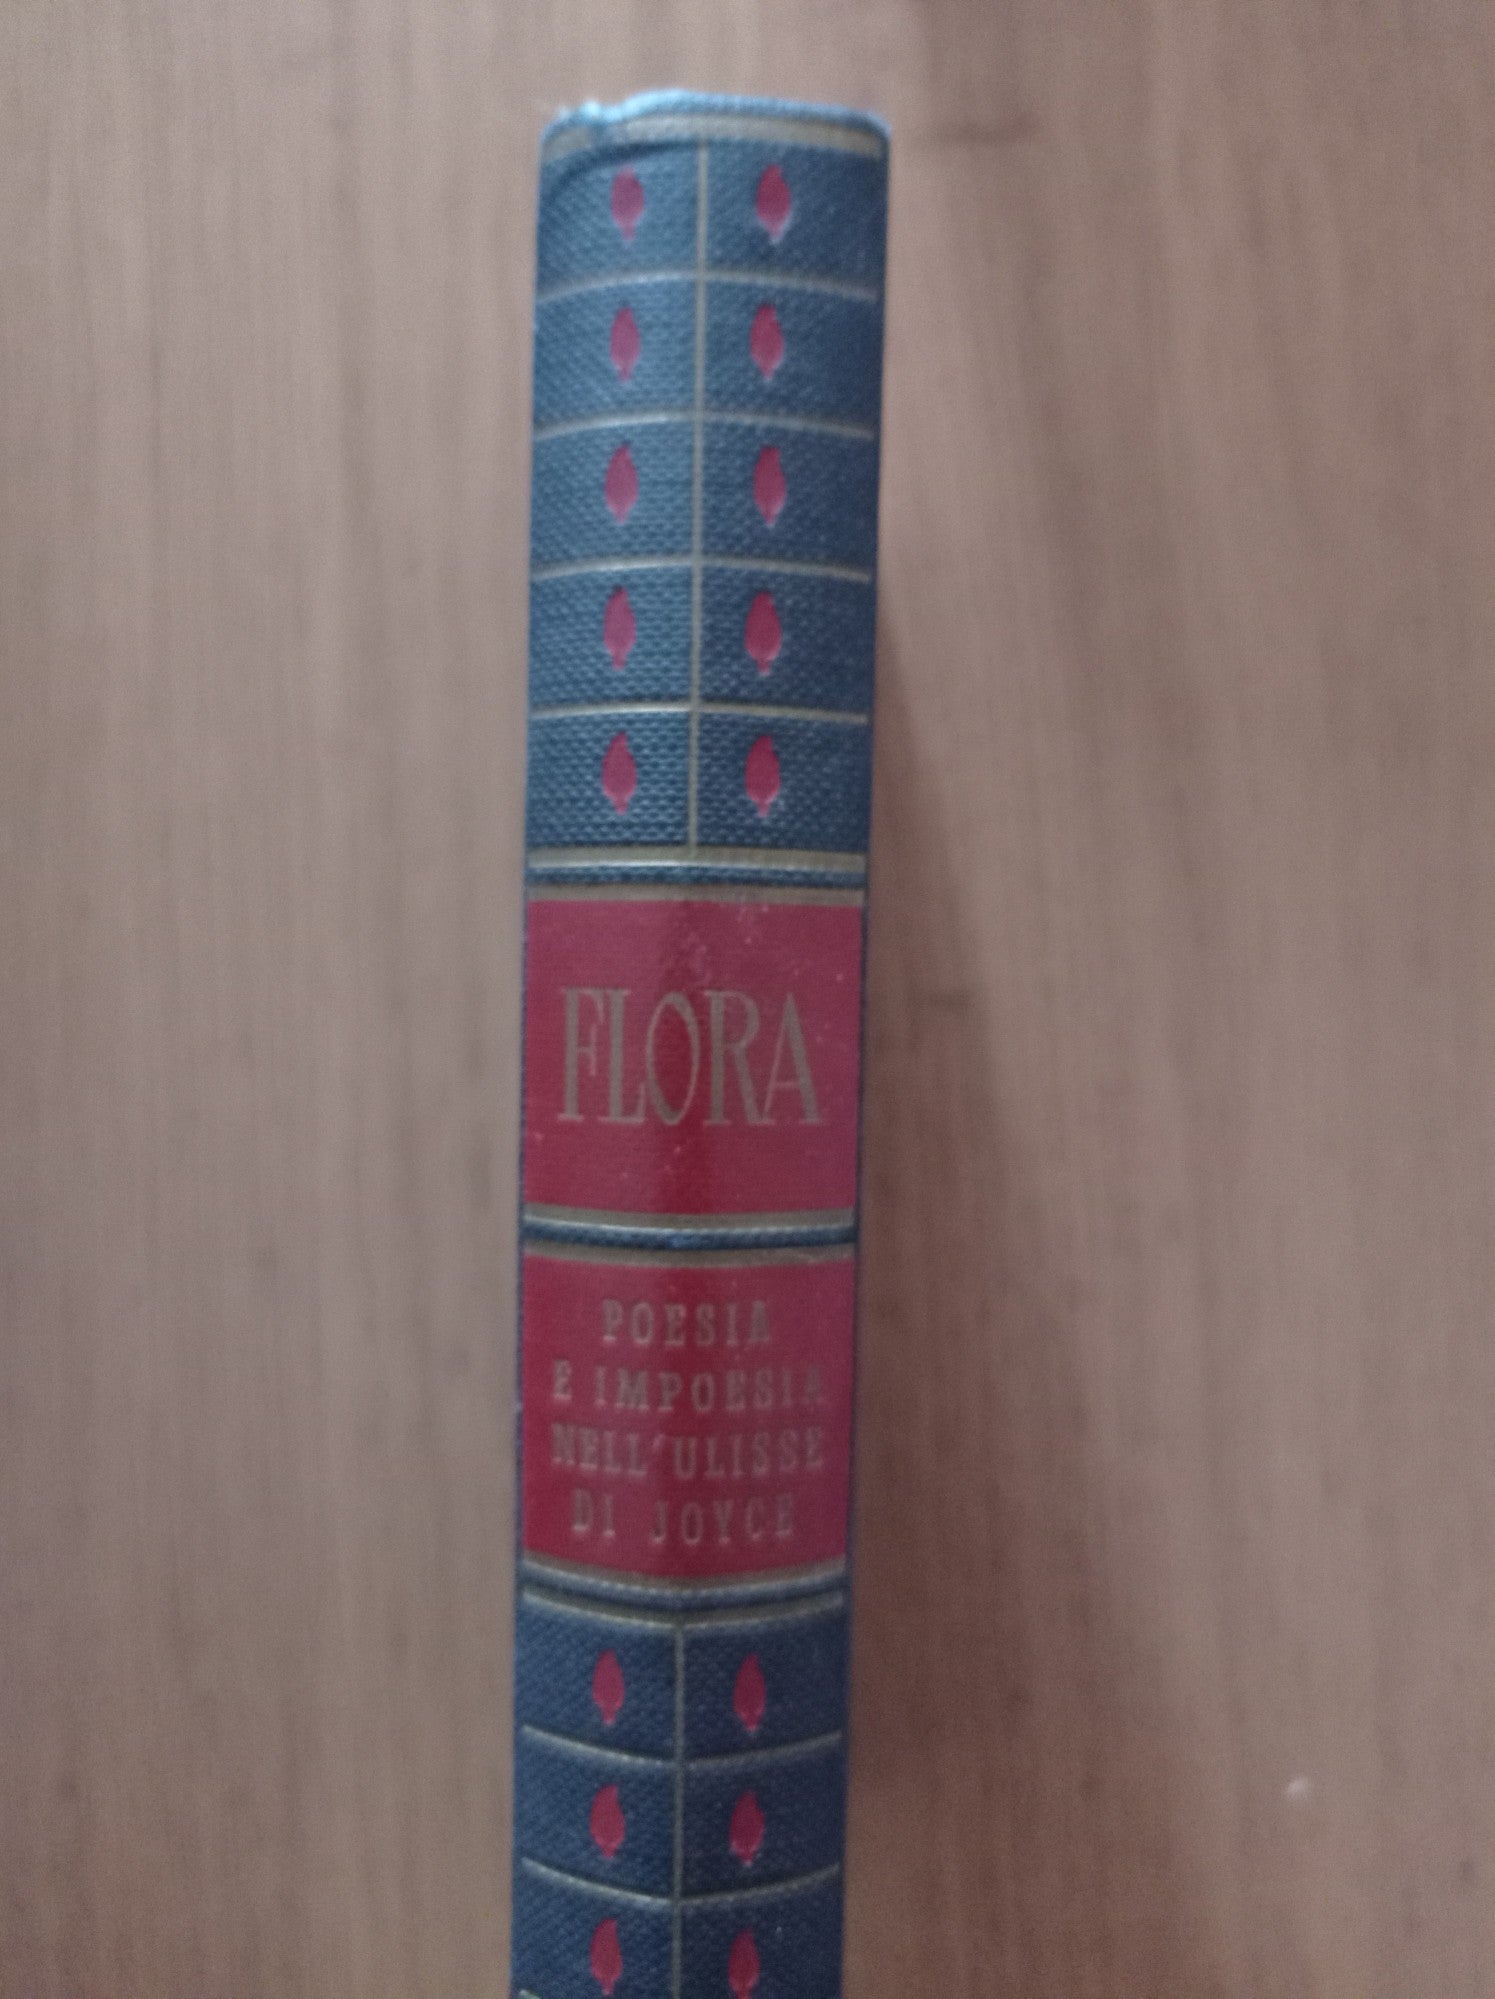 FLORA
POESIA
E IMPOESIA
NELL'ULISSE
DI JOYCE